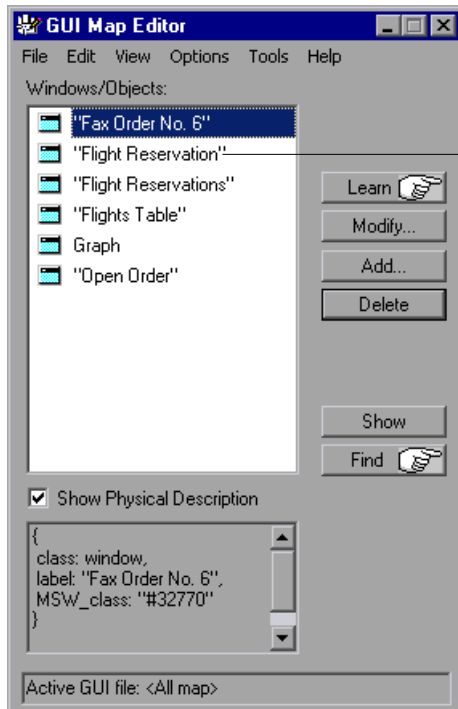 GUI Map Editor
File Edit View Options Tools Help
Windows/Objects:
"Fax Order No. 6"
"Flight Reservation"
"Flight Reservations"
"Flights Table"
Graph
"Open Order"
Learn
Modify...
Add...
Delete
Show
Find
Show Physical Description
{
class: window,
label: "Fax Order No. 6",
MSW_class: "#32770"
}
Active GUI file: <All map>